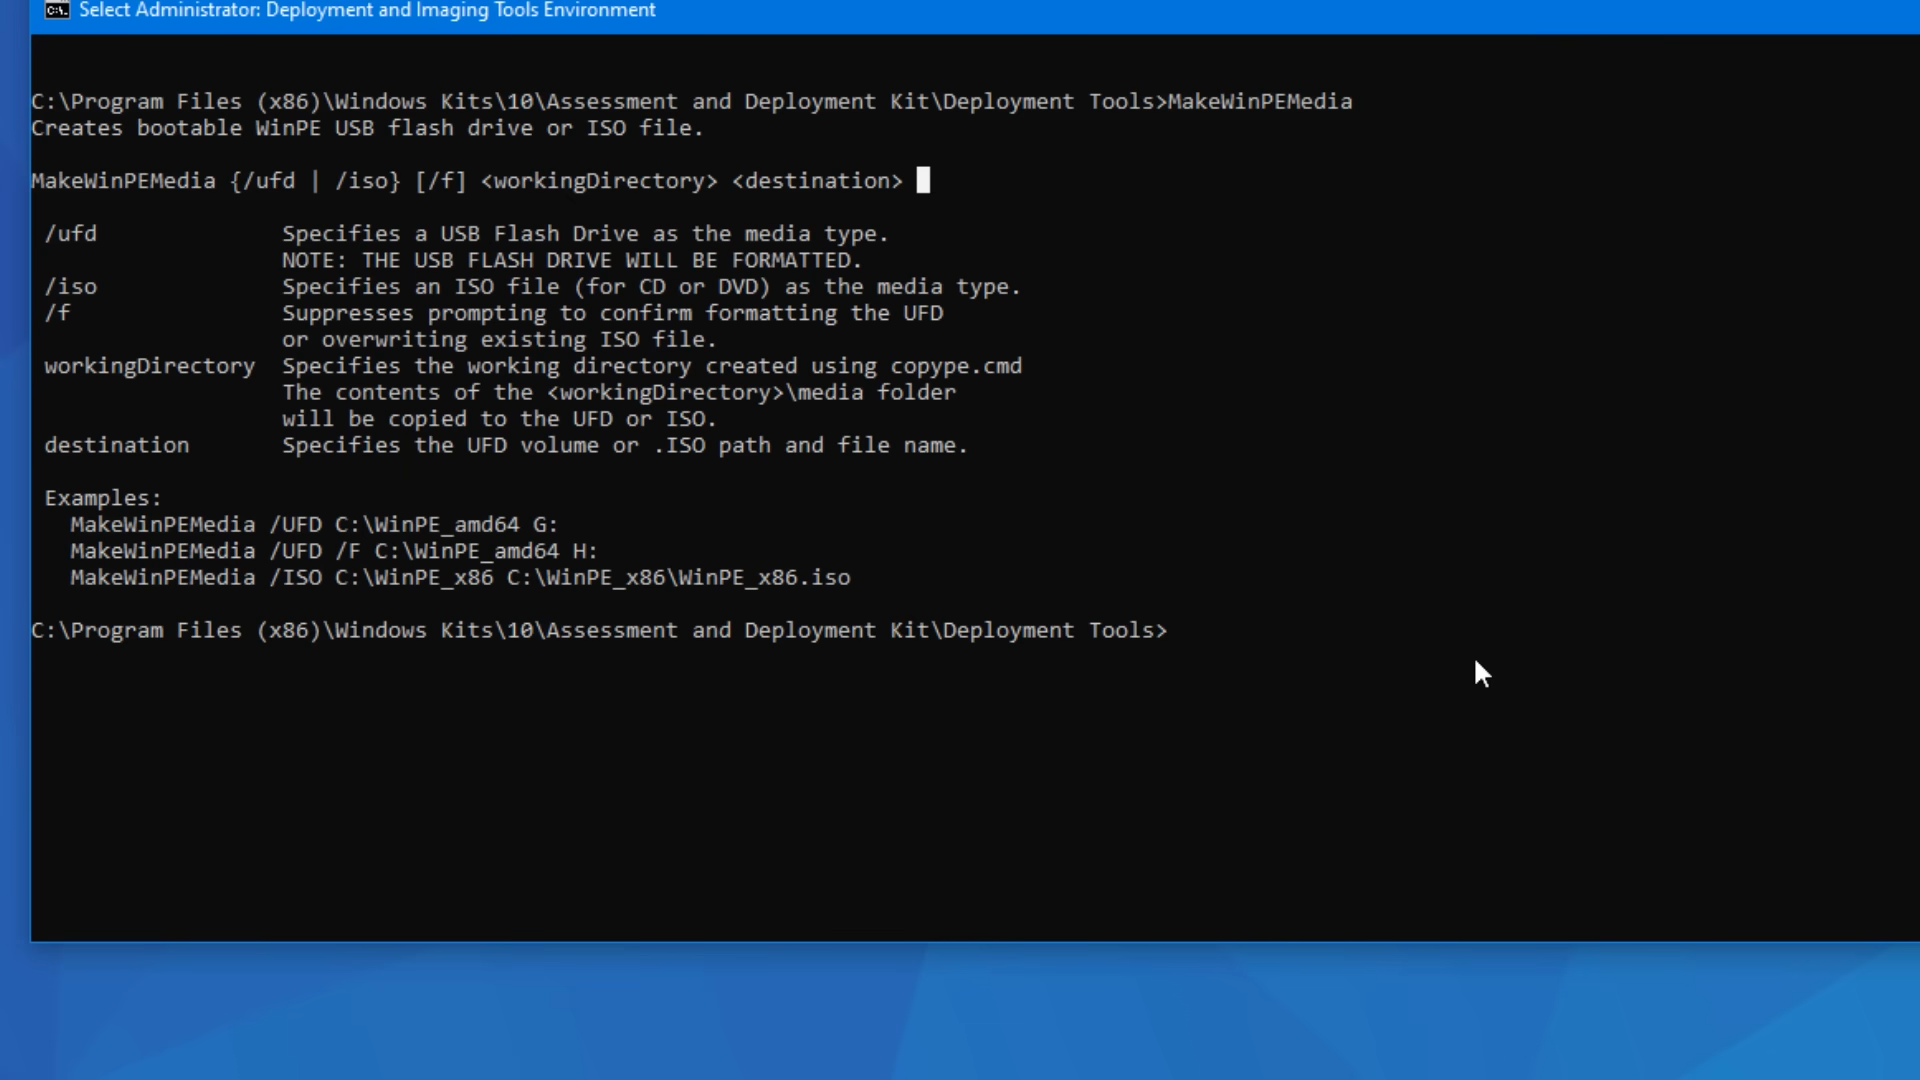 Select Administrator: Deployment and Imaging Tools Environment
C:\Program Files (x86)\Windows Kits\10\Assessment and Deployment Kit\Deployment Tools>MakeWinPEMedia
Creates bootable WinPE USB flash drive or ISO file.
MakeWinPEMedia {/ufd | /iso} [/f] <workingDirectory> <destination>
/ufd Specifies a USB Flash Drive as the media type.
NOTE: THE USB FLASH DRIVE WILL BE FORMATTED.
/iso Specifies an ISO file (for CD or DVD) as the media type.
/f Suppresses prompting to confirm formatting the UFD
or overwriting existing ISO file.
workingDirectory Specifies the working directory created using copype.cmd
The contents of the <workingDirectory>\media folder
will be copied to the UFD or ISO.
destination Specifies the UFD volume or .ISO path and file name.
Examples:
MakeWinPEMedia /UFD C:\WinPE_amd64 G:
MakeWinPEMedia /UFD /F C:\WinPE_amd64 H:
MakeWinPEMedia /ISO C:\WinPE_x86 C:\WinPE_x86\WinPE_x86.iso
C:\Program Files (x86)\Windows Kits\10\Assessment and Deployment Kit\Deployment Tools>